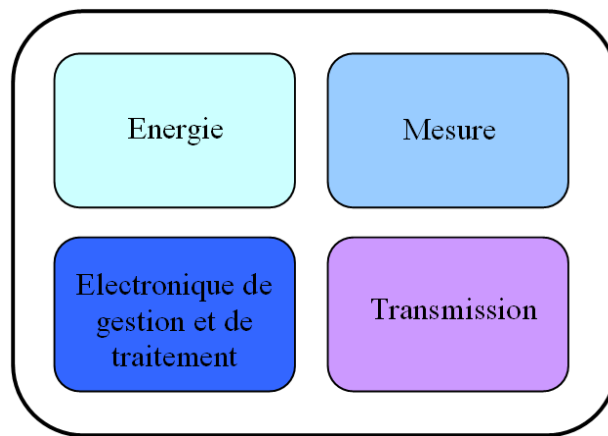 Energie
Mesure
Electronique de
gestion et de
traitement
Transmission